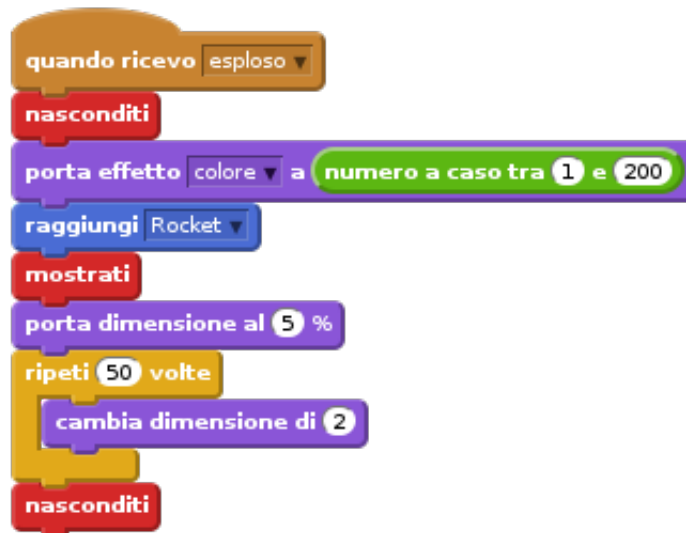 quando ricevo esploso
nasconditi
porta effetto colore a numero a caso tra 1 e 200
raggiungi Rocket
mostrati
porta dimensione al 5 %
ripeti 50 volte
cambia dimensione di 2
nasconditi